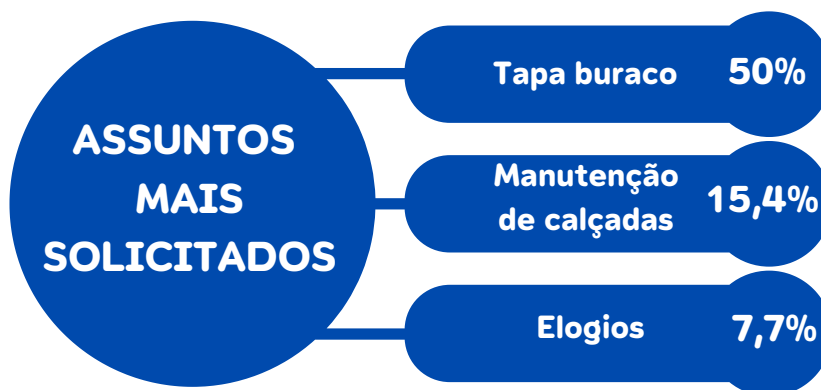 ASSUNTOS
MAIS
SOLICITADOS
Tapa buraco 50%
Manutenção
de calçadas 15,4%
Elogios 7,7%